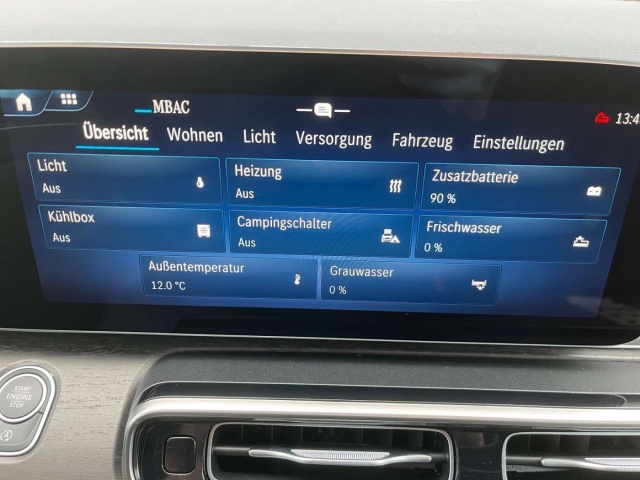 MBAC
13:4
Übersicht Wohnen Licht Versorgung Fahrzeug Einstellungen
Licht
Aus
Heizung
Aus
Zusatzbatterie
90 %
Kühlbox
Aus
Campingschalter
Aus
Frischwasser
0 %
Außentemperatur
12.0 °C
Grauwasser
0 %
START
ENGINE
STOP